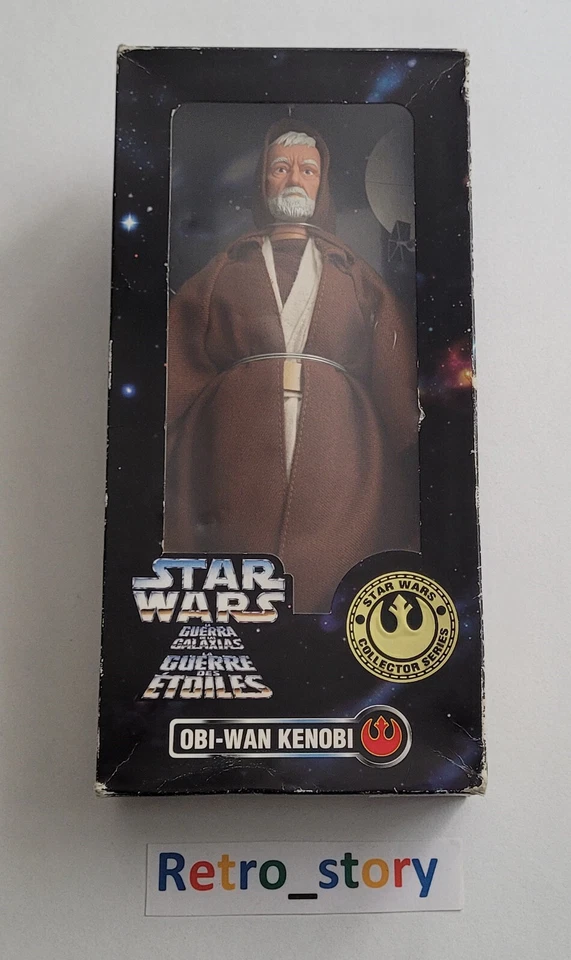 STAR
WARS
LA
GUERRA
DE LAS
GALAXIAS
LA
GUERRE
DES
ÉTOILES
STAR WARS
COLLECTOR SERIES
OBI-WAN KENOBI
Retro_story